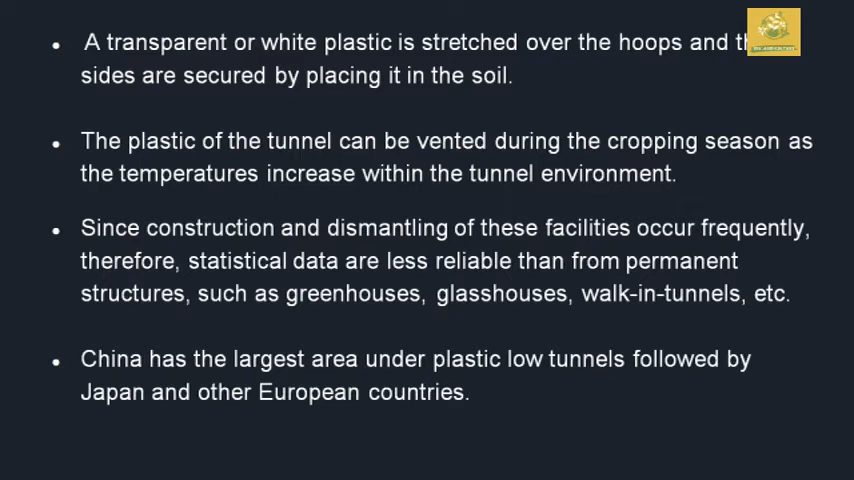 • A transparent or white plastic is stretched over the hoops and
sides are secured by placing it in the soil.
• The plastic of the tunnel can be vented during the cropping season as
the temperatures increase within the tunnel environment.
• Since construction and dismantling of these facilities occur frequently,
therefore, statistical data are less reliable than from permanent
structures, such as greenhouses, glasshouses, walk-in-tunnels, etc.
• China has the largest area under plastic low tunnels followed by
Japan and other European countries.